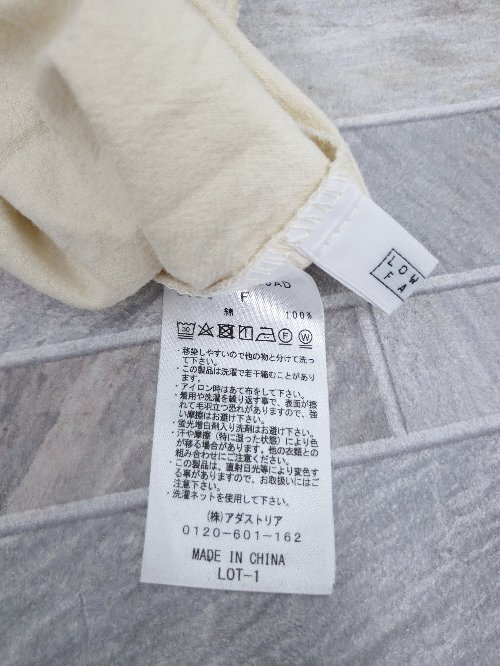 JAD
F
綿 100%
30 F W
移染しやすいので他の物と分けて洗っ
て下さい。
・この製品は洗濯で若干縮むことがあり
ます。
・アイロン時はあて布をして下さい。
・着用や洗濯を繰り返す事で、表面が擦
れて毛羽立つ恐れがありますので、強
い摩擦はお避け下さい。
・蛍光増白剤入り洗剤はお避け下さい。
・汗や摩擦（特に湿った状態）により色
が移る場合があります。他の衣類との
組み合わせにご注意ください。
・この製品は、直射日光等により変色す
る事がありますので、お取扱いにはご
注意下さい。
・洗濯ネットを使用して下さい。
(株)アダストリア
0120-601-162
MADE IN CHINA
LOT-1
LOW
FA